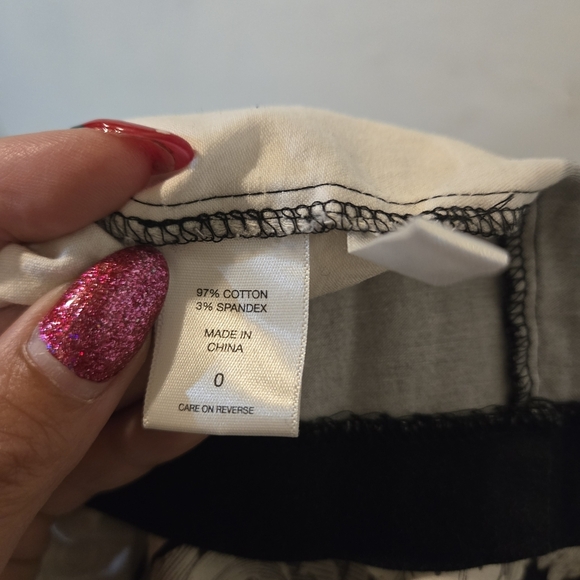 97% COTTON
3% SPANDEX
MADE IN
CHINA
0
CARE ON REVERSE